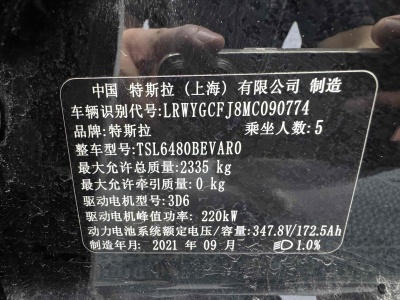 中国 特斯拉（上海）有限公司 制造
车辆识别代号:LRWYGCFJ8MC090774
品牌:特斯拉 乘坐人数:5
整车型号:TSL6480BEVAR0
最大允许总质量:2335 kg
最大允许牵引质量:0 kg
驱动电机型号:3D6
驱动电机峰值功率: 220kW
动力电池系统额定电压/容量:347.8V/172.5Ah
制造年月: 2021 年 09 月 1.0%